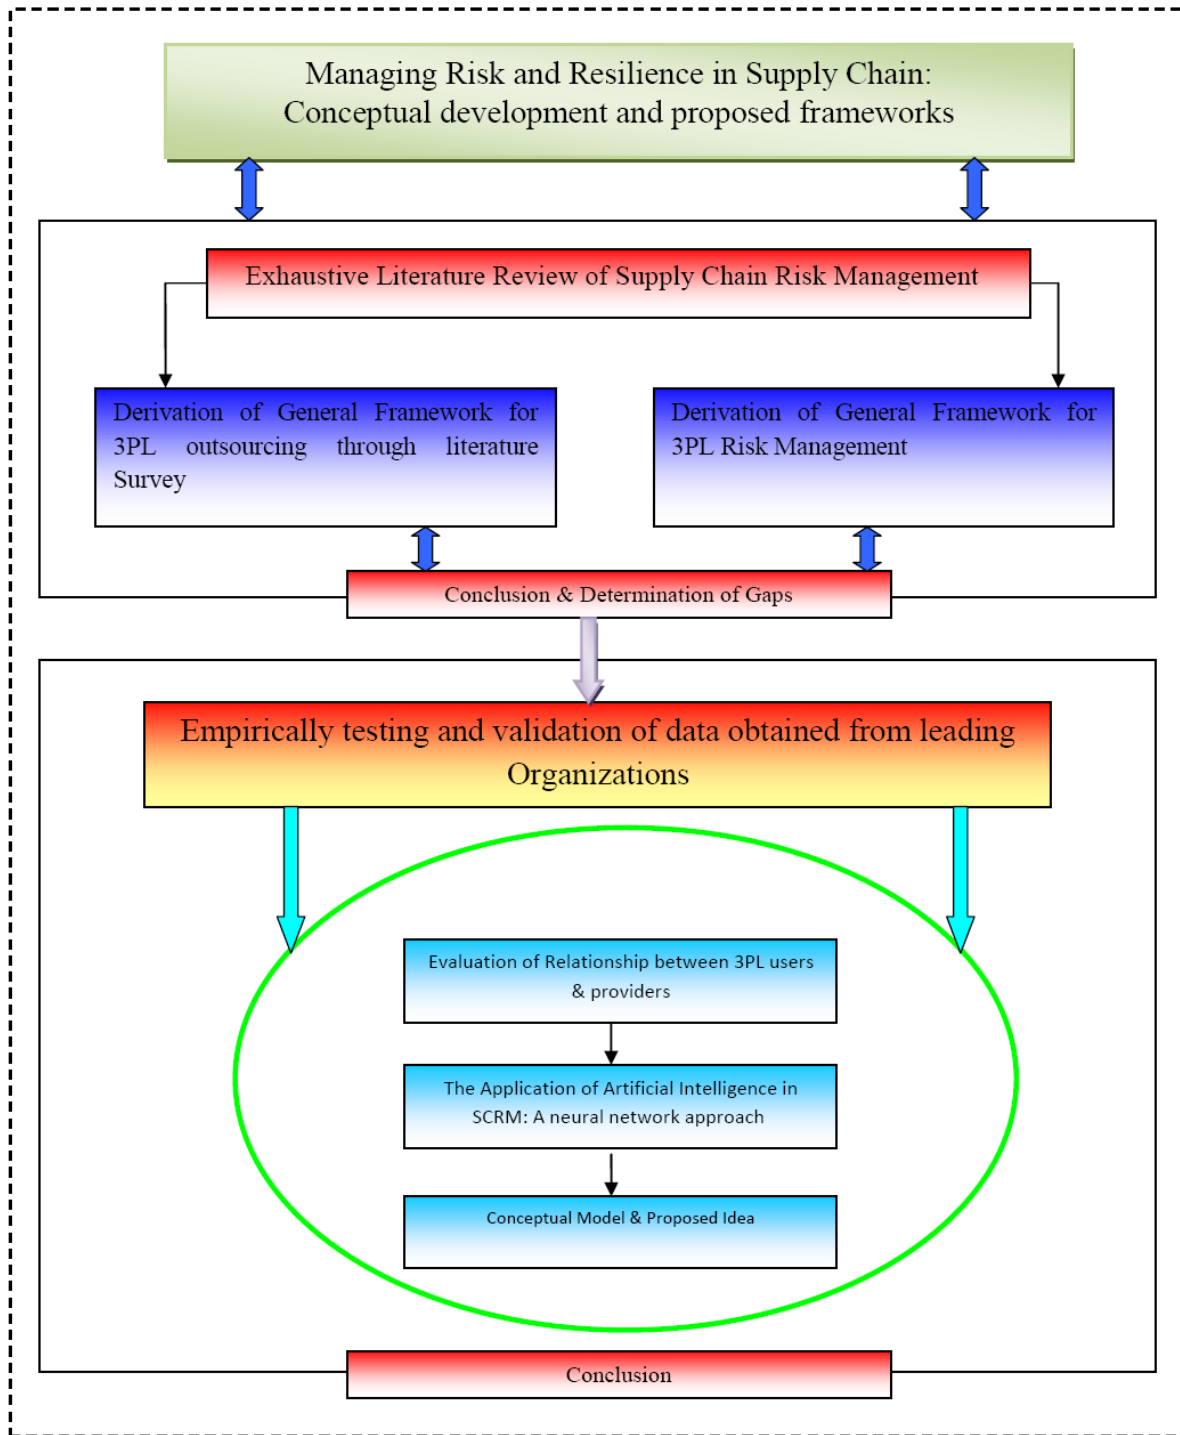 Managing Risk and Resilience in Supply Chain:
Conceptual development and proposed frameworks
Exhaustive Literature Review of Supply Chain Risk Management
Derivation of General Framework for
3PL outsourcing through literature
Survey
Derivation of General Framework for
3PL Risk Management
Conclusion & Determination of Gaps
Empirically testing and validation of data obtained from leading
Organizations
Evaluation of Relationship between 3PL users
& providers
The Application of Artificial Intelligence in
SCRM: A neural network approach
Conceptual Model & Proposed Idea
Conclusion